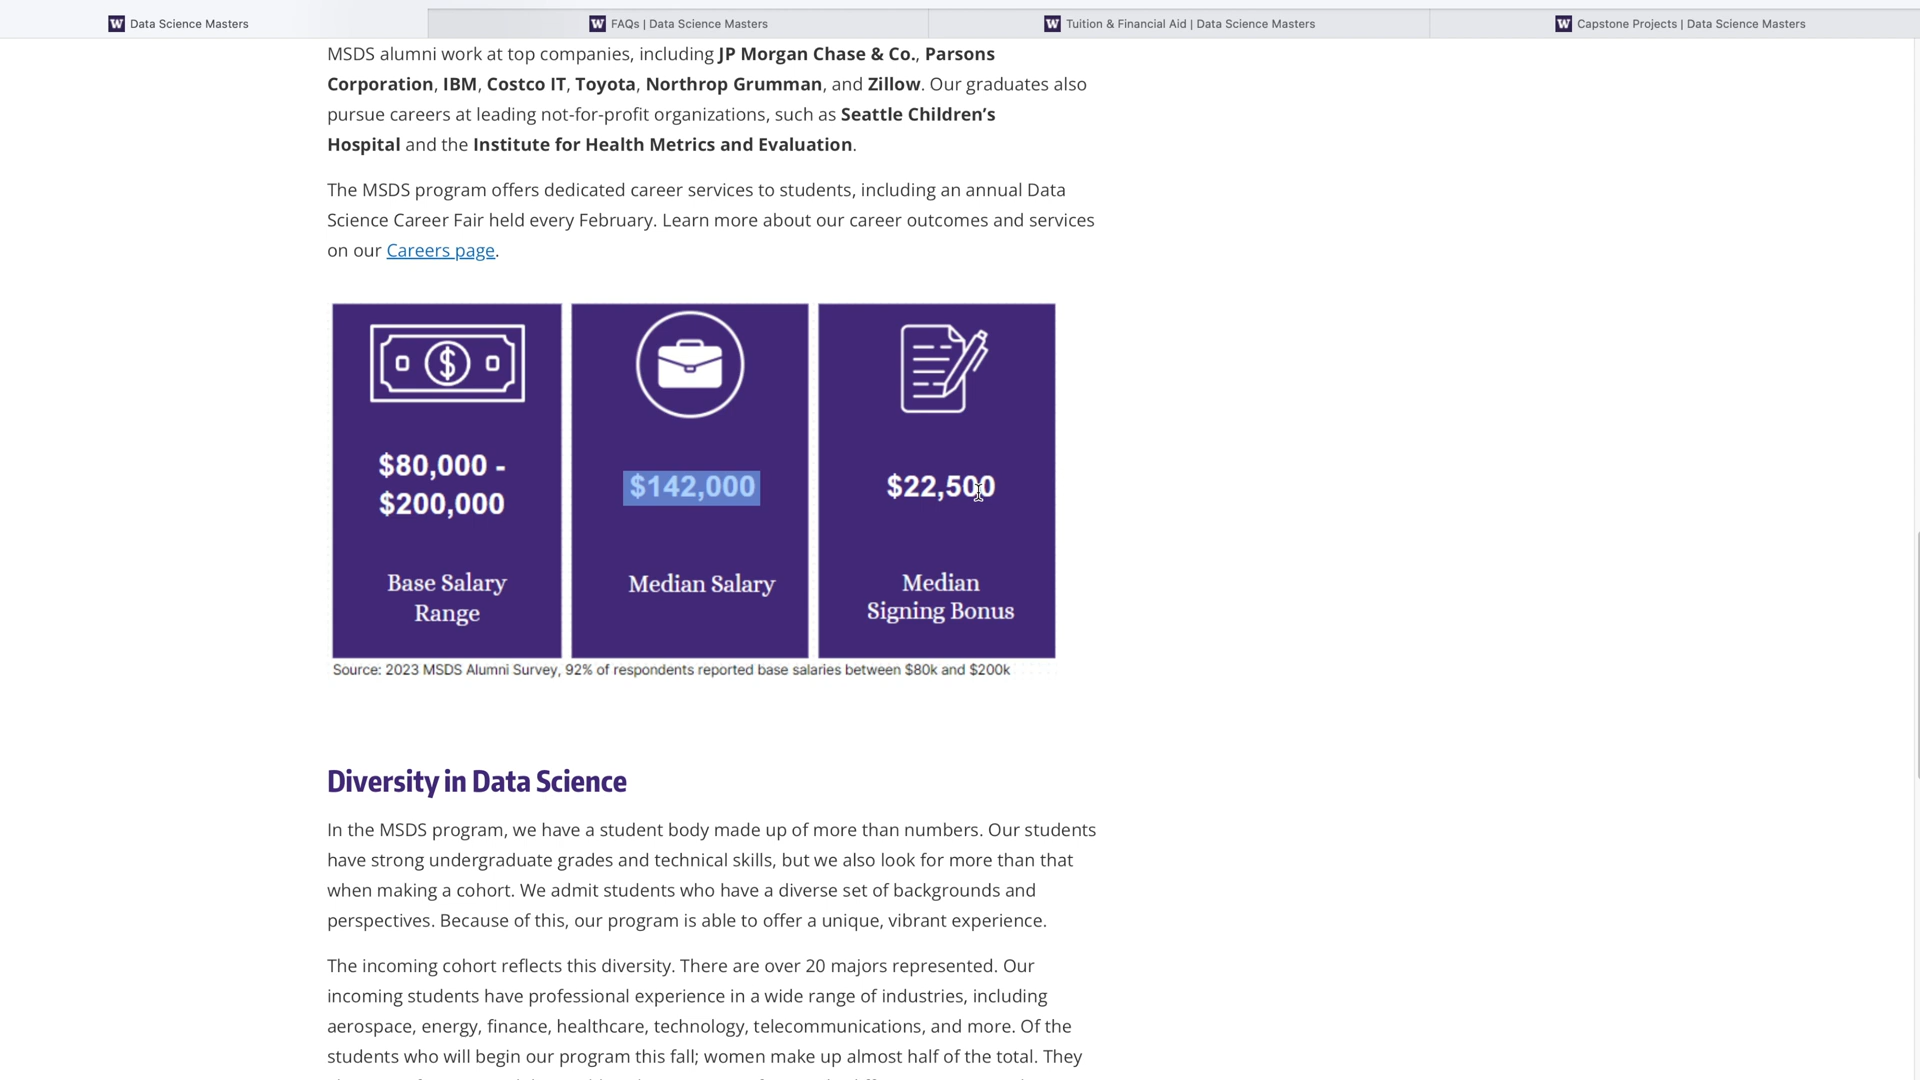 Data Science Masters
FAQs | Data Science Masters
Tuition & Financial Aid | Data Science Masters
Capstone Projects | Data Science Masters
MSDS alumni work at top companies, including JP Morgan Chase & Co., Parsons
Corporation, IBM, Costco IT, Toyota, Northrop Grumman, and Zillow. Our graduates also
pursue careers at leading not-for-profit organizations, such as Seattle Children’s
Hospital and the Institute for Health Metrics and Evaluation.
The MSDS program offers dedicated career services to students, including an annual Data
Science Career Fair held every February. Learn more about our career outcomes and services
on our Careers page.
$80,000 -
$200,000
Base Salary
Range
$142,000
Median Salary
$22,500
Median
Signing Bonus
Source: 2023 MSDS Alumni Survey, 92% of respondents reported base salaries between $80k and $200k
Diversity in Data Science
In the MSDS program, we have a student body made up of more than numbers. Our students
have strong undergraduate grades and technical skills, but we also look for more than that
when making a cohort. We admit students who have a diverse set of backgrounds and
perspectives. Because of this, our program is able to offer a unique, vibrant experience.
The incoming cohort reflects this diversity. There are over 20 majors represented. Our
incoming students have professional experience in a wide range of industries, including
aerospace, energy, finance, healthcare, technology, telecommunications, and more. Of the
students who will begin our program this fall; women make up almost half of the total. They